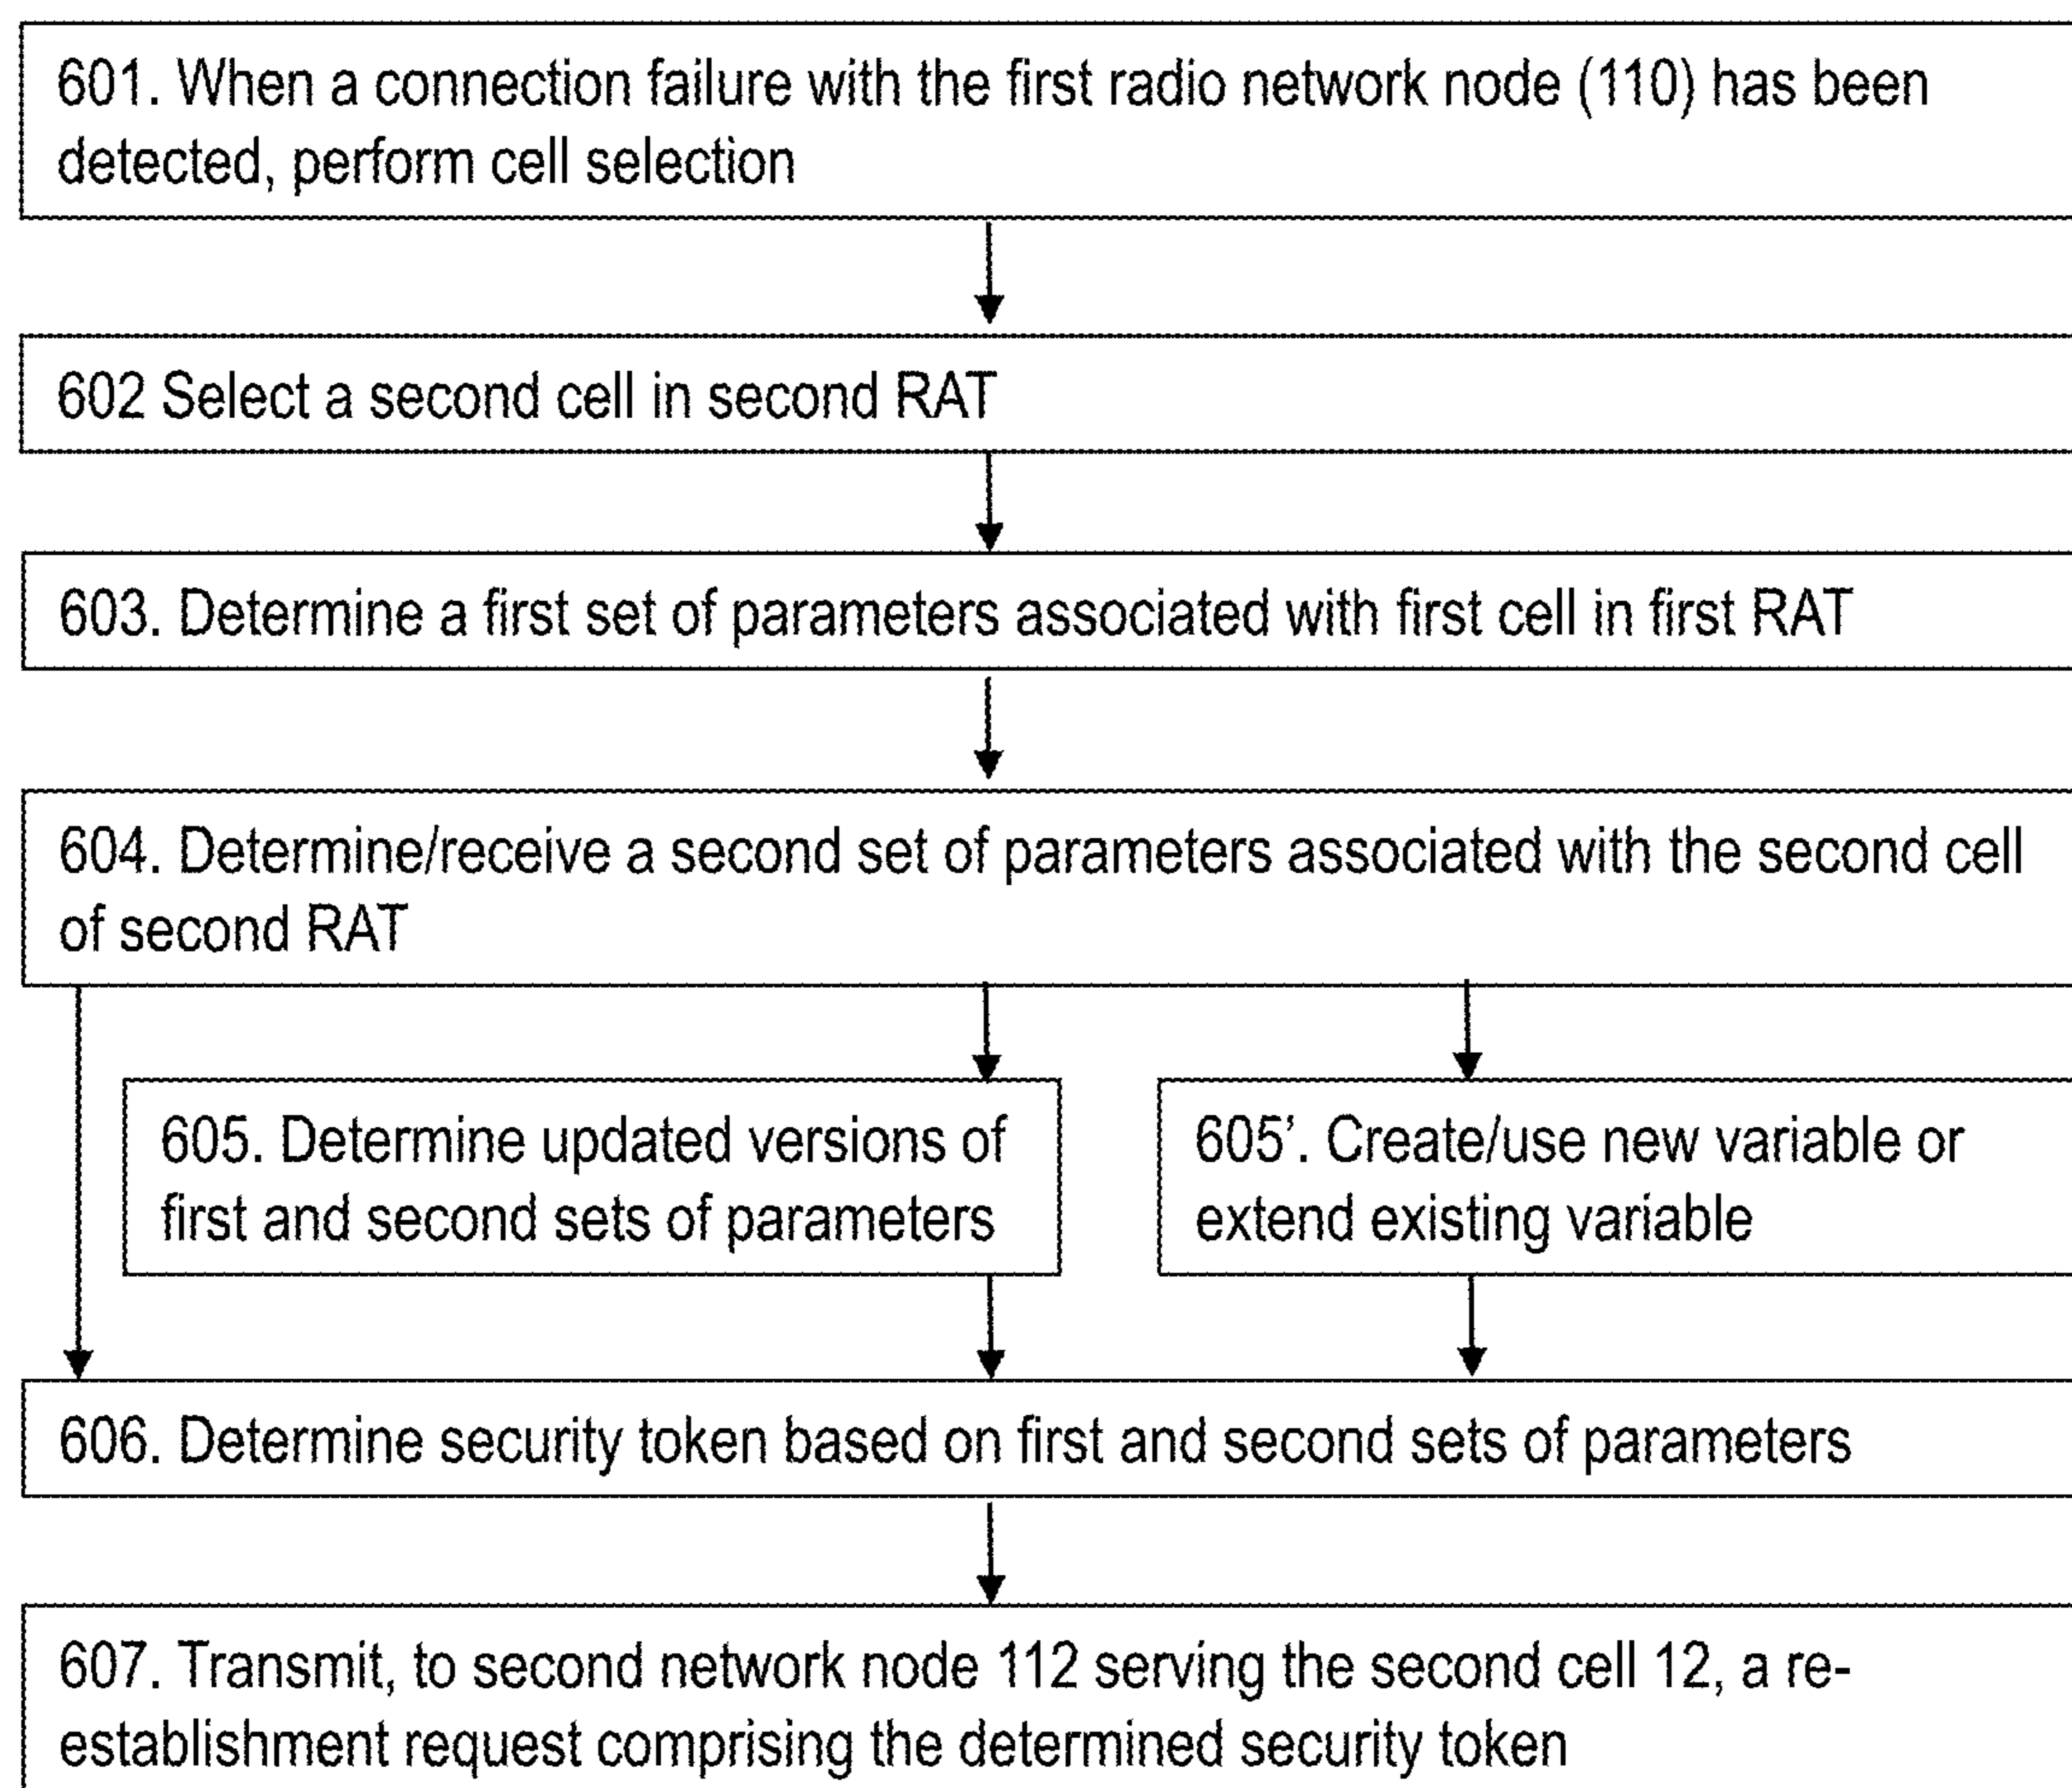 601. When a connection failure with the first radio network node (110) has been
detected, perform cell selection
602 Select a second cell in second RAT
603. Determine a first set of parameters associated with first cell in first RAT
604. Determine/receive a second set of parameters associated with the second cell
of second RAT
605. Determine updated versions of
first and second sets of parameters
605’. Create/use new variable or
extend existing variable
606. Determine security token based on first and second sets of parameters
607. Transmit, to second network node 112 serving the second cell 12, a re-
establishment request comprising the determined security token